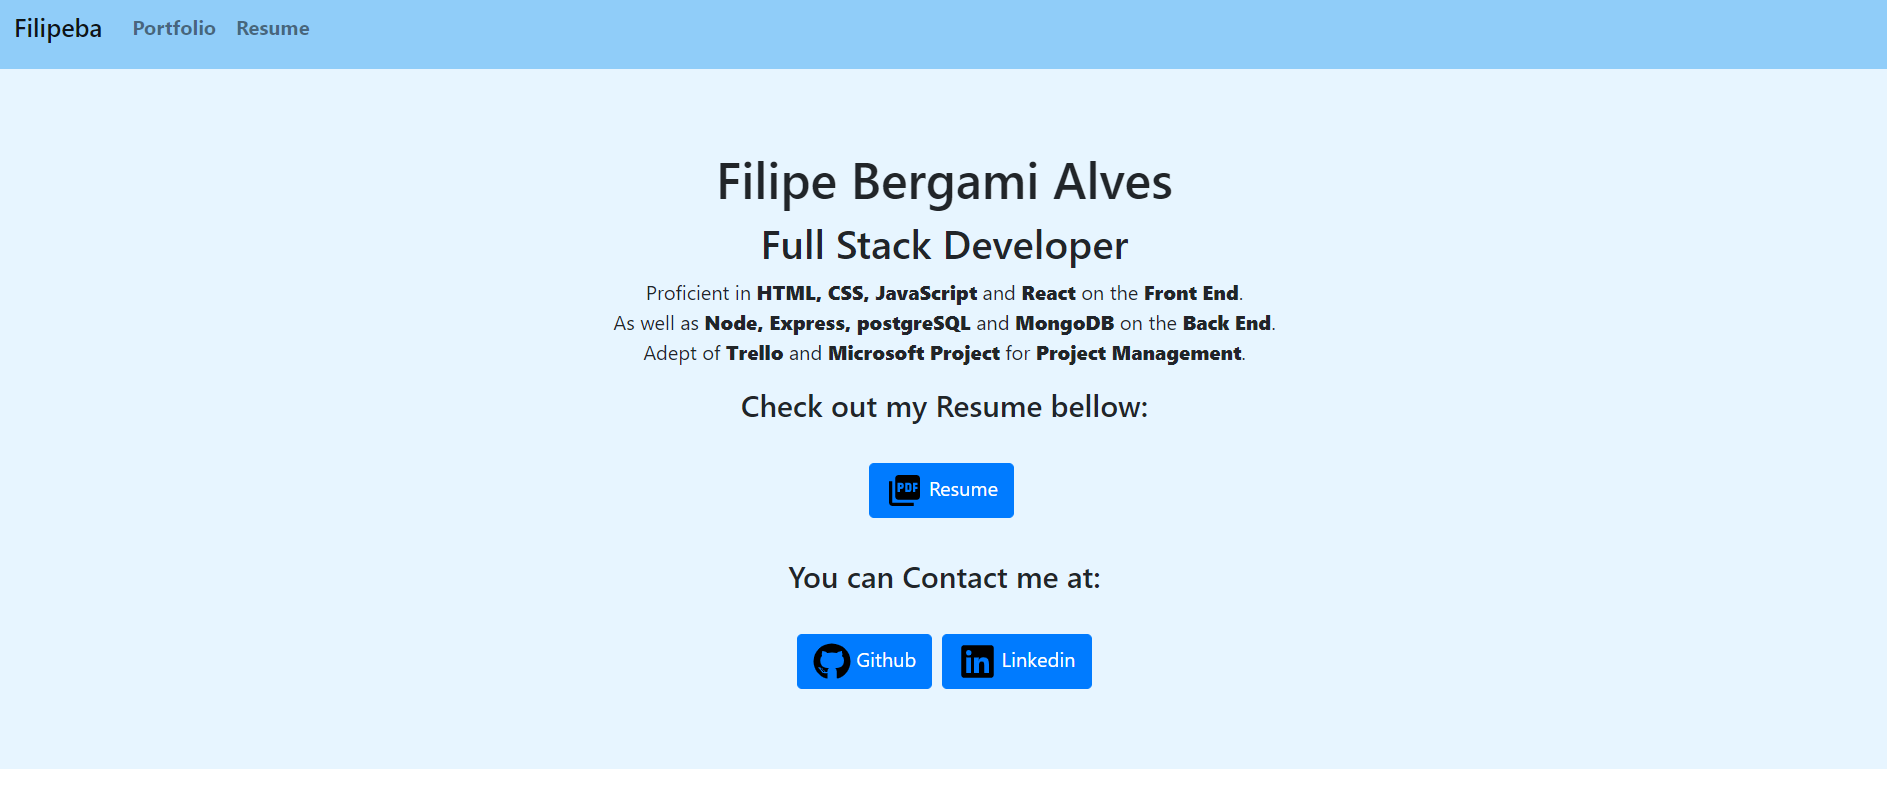 Filipeba Portfolio Resume
Filipe Bergami Alves
Full Stack Developer
Proficient in HTML, CSS, JavaScript and React on the Front End.
As well as Node, Express, postgreSQL and MongoDB on the Back End.
Adept of Trello and Microsoft Project for Project Management.
Check out my Resume bellow:
PDF Resume
You can Contact me at:
Github in Linkedin